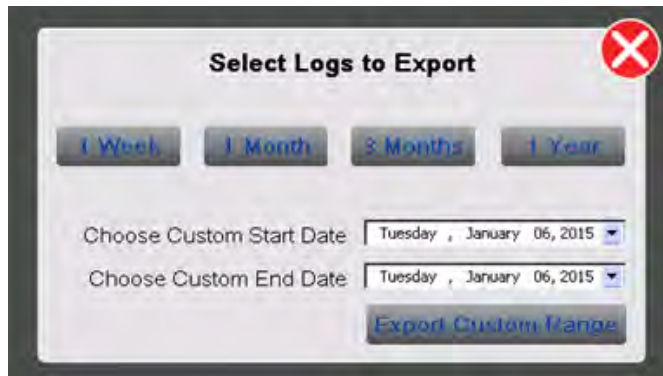 Select Logs to Export
1 Week 1 Month 3 Months 1 Year
Choose Custom Start Date Tuesday , January 06, 2015
Choose Custom End Date Tuesday , January 06, 2015
Export Custom Range